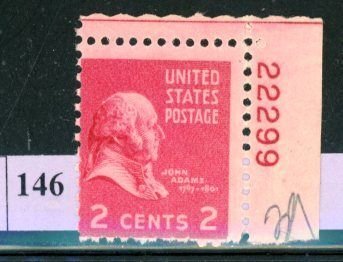 UNITED
STATES
POSTAGE
JOHN
ADAMS
1797-1801
2 CENTS 2
22299
146